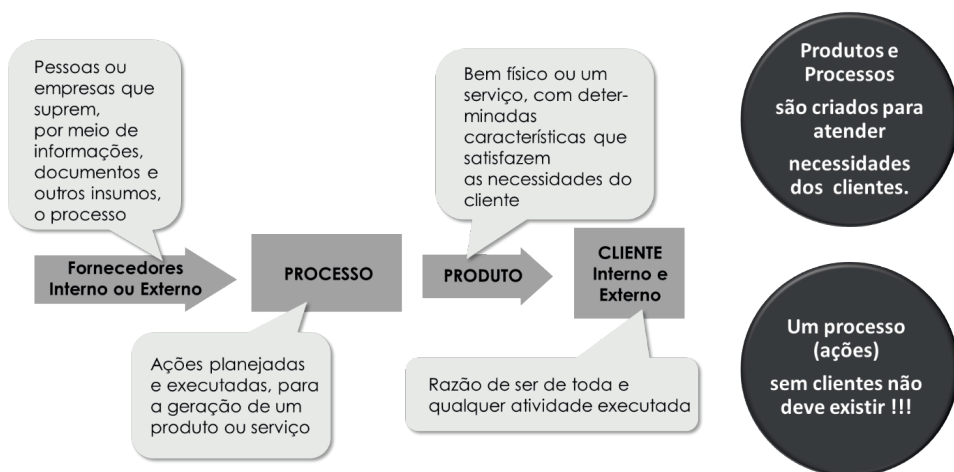 Pessoas ou
empresas que
suprem,
por meio de
informações,
documentos e
outros insumos,
o processo
Bem físico ou um
serviço, com deter-
minadas
características que
satisfazem
as necessidades do
cliente
Produtos e
Processos
são criados para
atender
necessidades
dos clientes.
Fornecedores
Interno ou Externo
PROCESSO
PRODUTO
CLIENTE
Interno e
Externo
Ações planejadas
e executadas, para
a geração de um
produto ou serviço
Razão de ser de toda e
qualquer atividade executada
Um processo
(ações)
sem clientes não
deve existir !!!